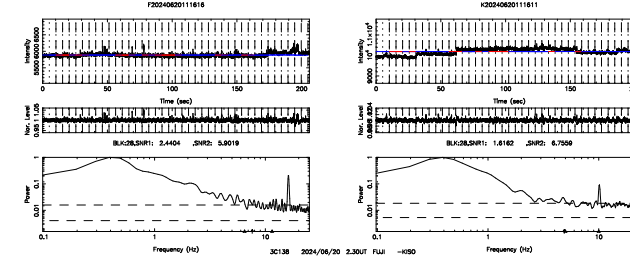 F20240620111616
K20240620111611
Intensity
5500 6000 6500
Intensity
9000 10⁴ 1.1×10⁴
0 50 100 150 200
0 50 100 150
Time (sec)
Time (sec)
Nor. Level
0.95 1.05
Nor. Level
BLK:28,SNR1: 2.4404 ,SNR2: 5.9019
BLK:28,SNR1: 1.6162 ,SNR2: 6.7559
Power
1
0.1
0.01
Power
1
0.1
0.01
0.1 1 10
0.1 1 10
Frequency (Hz)
Frequency (Hz)
3C138 2024/06/20 2.30UT FUJI -KISO